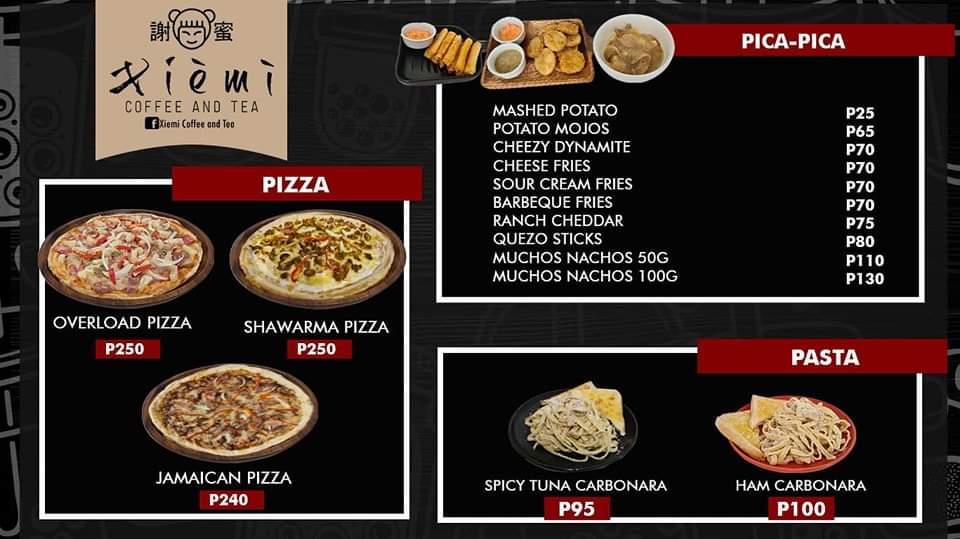 謝 蜜
Xièmì
COFFEE AND TEA
Xiemi Coffee and Tea
PIZZA
OVERLOAD PIZZA
P250
SHAWARMA PIZZA
P250
JAMAICAN PIZZA
P240
PICA-PICA
MASHED POTATO P25
POTATO MOJOS P65
CHEEZY DYNAMITE P70
CHEESE FRIES P70
SOUR CREAM FRIES P70
BARBEQUE FRIES P70
RANCH CHEDDAR P75
QUEZO STICKS P80
MUCHOS NACHOS 50G P110
MUCHOS NACHOS 100G P130
PASTA
SPICY TUNA CARBONARA
P95
HAM CARBONARA
P100